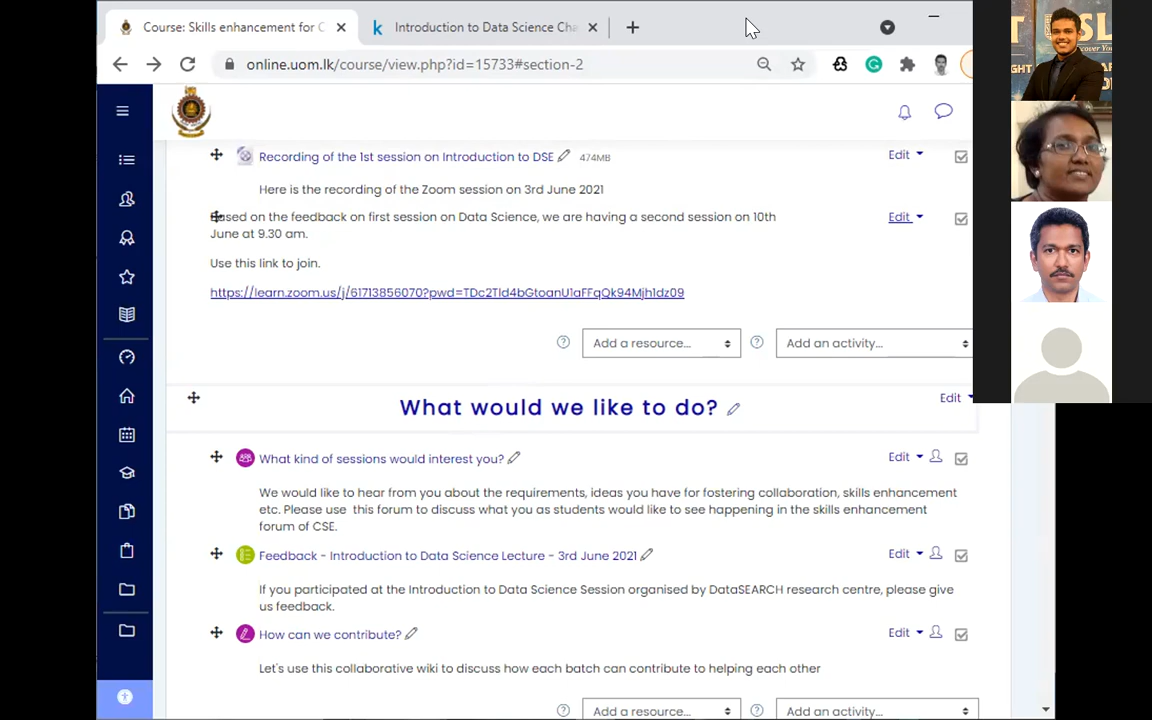 Course: Skills enhancement for C
Introduction to Data Science Cha
online.uom.lk/course/view.php?id=15733#section-2
Recording of the 1st session on Introduction to DSE
474MB
Edit
Here is the recording of the Zoom session on 3rd June 2021
Based on the feedback on first session on Data Science, we are having a second session on 10th
Edit
June at 9.30 am.
Use this link to join.
Add a resource...
Add an activity...
What would we like to do?
Edit
What kind of sessions would interest you?
Edit
We would like to hear from you about the requirements, ideas you have for fostering collaboration, skills enhancement
etc. Please use this forum to discuss what you as students would like to see happening in the skills enhancement
forum of CSE.
Feedback - Introduction to Data Science Lecture - 3rd June 2021
Edit
If you participated at the Introduction to Data Science Session organised by DataSEARCH research centre, please give
us feedback.
How can we contribute?
Edit
Let's use this collaborative wiki to discuss how each batch can contribute to helping each other
Add a resource...
Add an activity...